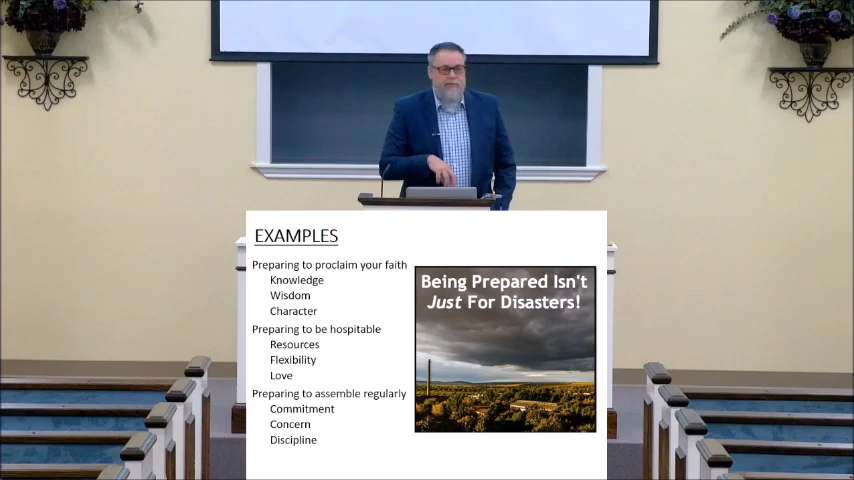 EXAMPLES
Preparing to proclaim your faith
Knowledge
Wisdom
Character
Preparing to be hospitable
Resources
Flexibility
Love
Preparing to assemble regularly
Commitment
Concern
Discipline
Being Prepared Isn't
Just For Disasters!